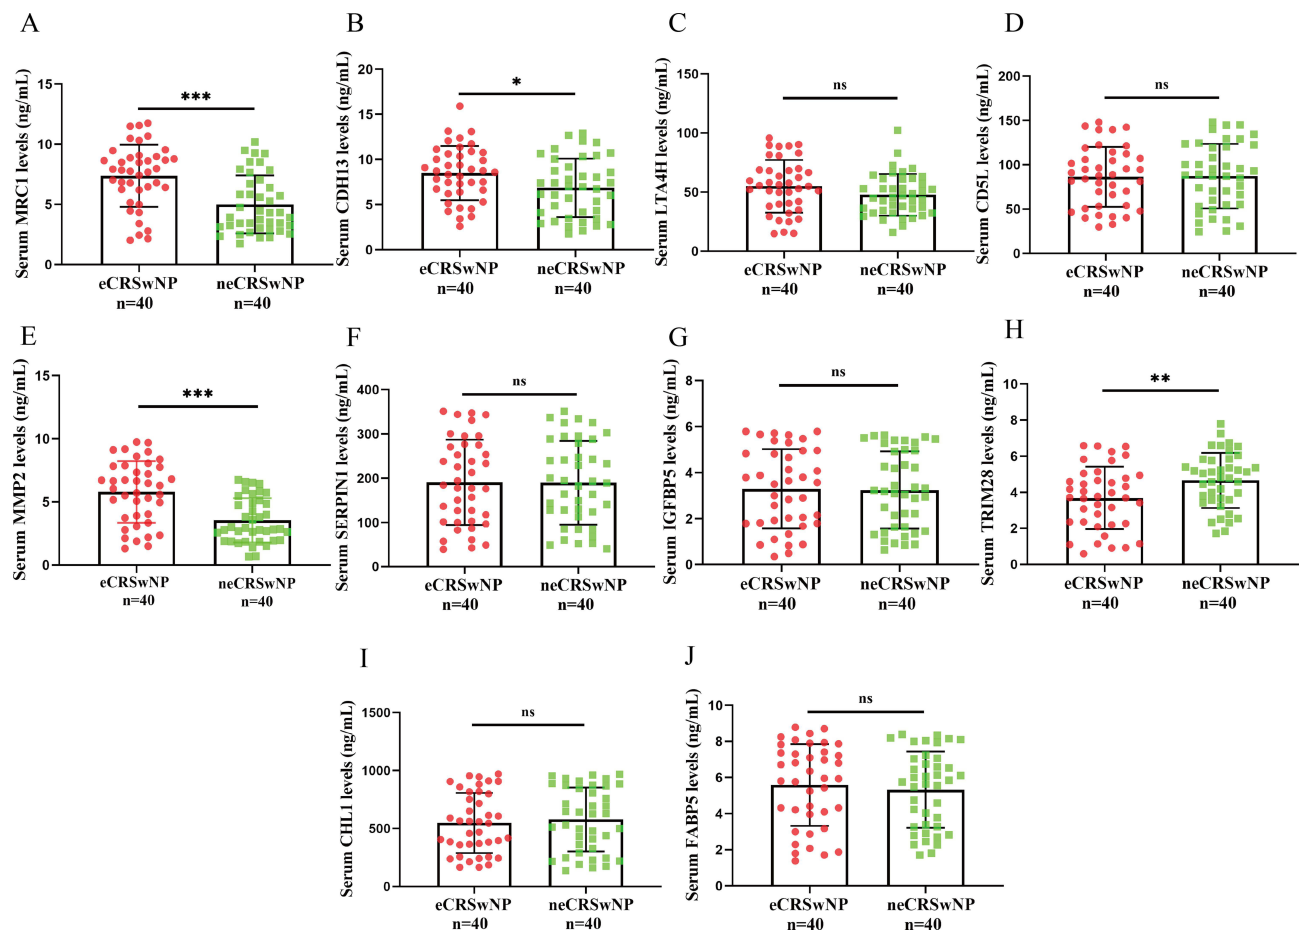 A
Serum MRC1 levels (ng/mL)
15
10
5
0
***
eCRSwNP
n=40
neCRSwNP
n=40
B
Serum CDH13 levels (ng/mL)
20
15
10
5
0
*
eCRSwNP
n=40
neCRSwNP
n=40
C
Serum LTA4H levels (ng/mL)
150
100
50
0
ns
eCRSwNP
n=40
neCRSwNP
n=40
D
Serum CD5L levels (ng/mL)
200
150
100
50
0
ns
eCRSwNP
n=40
neCRSwNP
n=40
E
Serum MMP2 levels (ng/mL)
15
10
5
0
***
eCRSwNP
n=40
neCRSwNP
n=40
F
Serum SERPIN1 levels (ng/mL)
400
300
200
100
0
ns
eCRSwNP
n=40
neCRSwNP
n=40
G
Serum IGFBP5 levels (ng/mL)
8
6
4
2
0
ns
eCRSwNP
n=40
neCRSwNP
n=40
H
Serum TRIM28 levels (ng/mL)
10
8
6
4
2
0
**
eCRSwNP
n=40
neCRSwNP
n=40
I
Serum CHL1 levels (ng/mL)
1500
1000
500
0
ns
eCRSwNP
n=40
neCRSwNP
n=40
J
Serum FABP5 levels (ng/mL)
10
8
6
4
2
0
ns
eCRSwNP
n=40
neCRSwNP
n=40